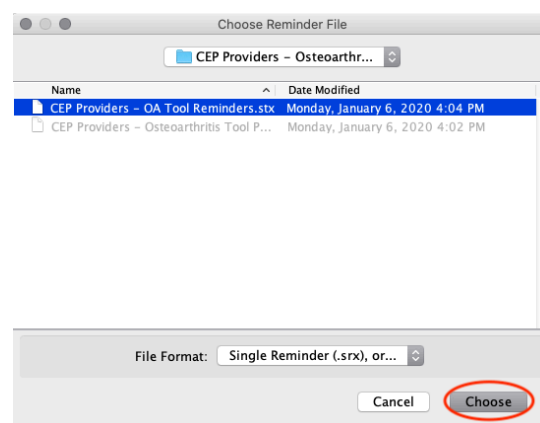 Choose Reminder File
CEP Providers – Osteoarthr...
Name Date Modified
CEP Providers – OA Tool Reminders.stx Monday, January 6, 2020 4:04 PM
CEP Providers – Osteoarthritis Tool P... Monday, January 6, 2020 4:02 PM
File Format: Single Reminder (.srx), or...
Cancel Choose